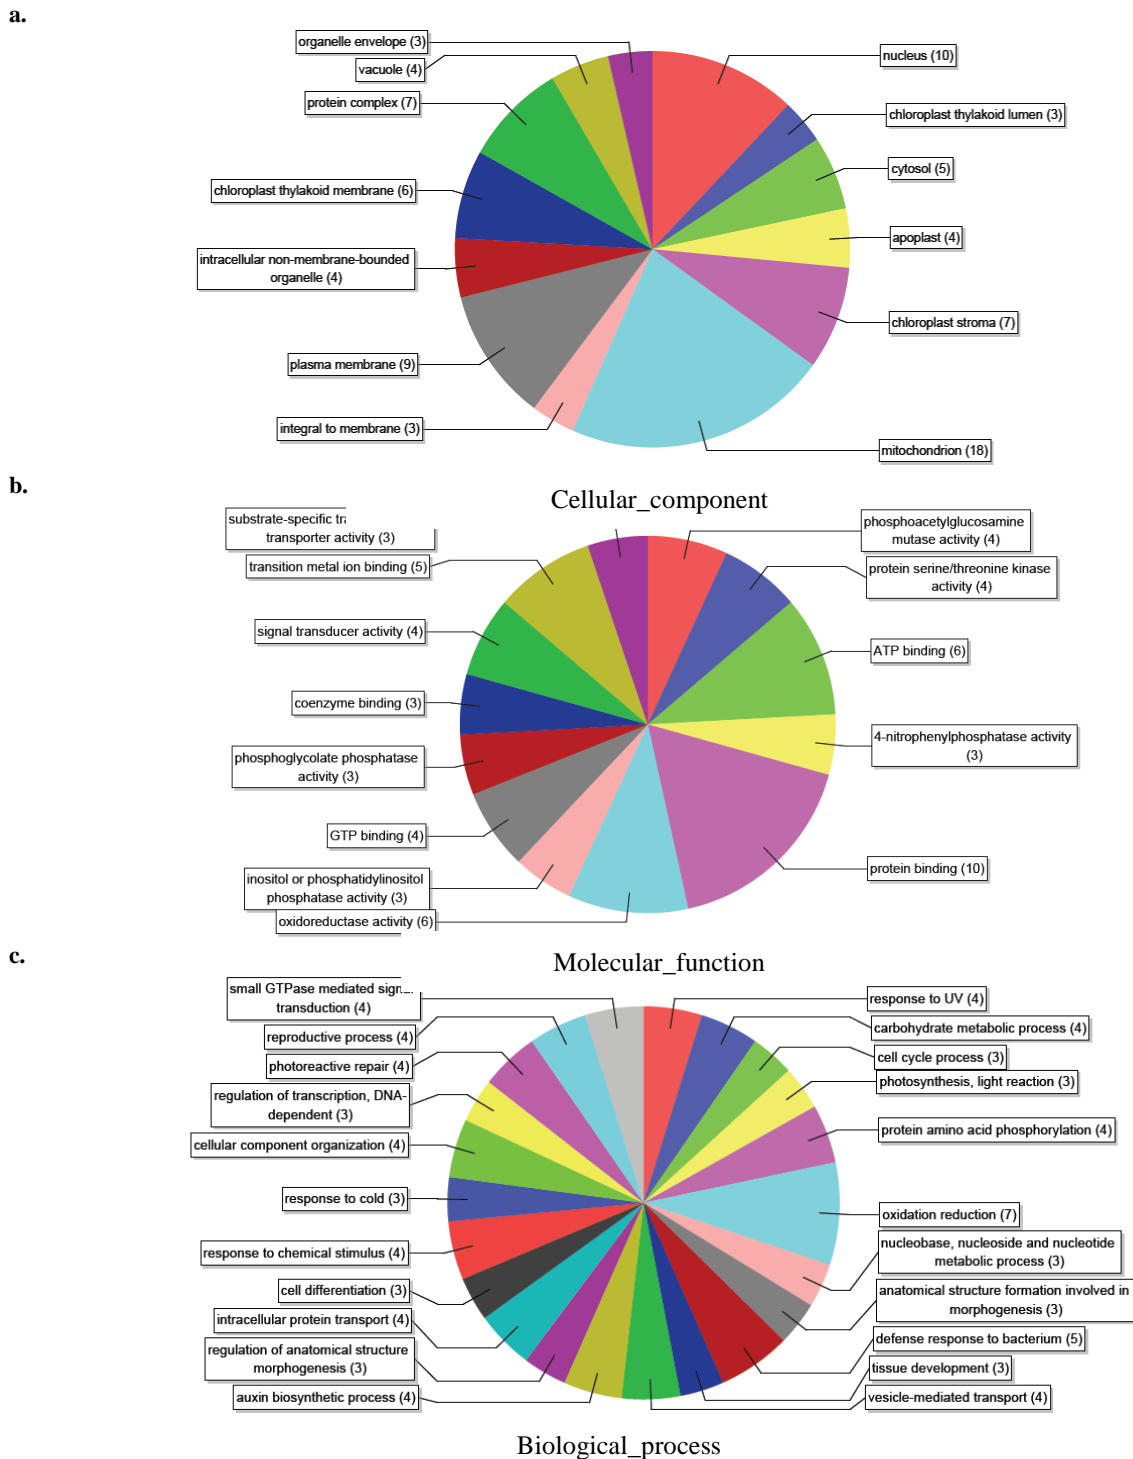 a.
organelle envelope (3)
vacuole (4)
protein complex (7)
chloroplast thylakoid membrane (6)
intracellular non-membrane-bounded
organelle (4)
plasma membrane (9)
integral to membrane (3)
nucleus (10)
chloroplast thylakoid lumen (3)
cytosol (5)
apoplast (4)
chloroplast stroma (7)
mitochondrion (18)
Cellular_component
b.
substrate-specific
transporter activity (3)
transition metal ion binding (5)
signal transducer activity (4)
coenzyme binding (3)
phosphoglycolate phosphatase
activity (3)
GTP binding (4)
inositol or phosphatidylinositol
phosphatase activity (3)
oxidoreductase activity (6)
phosphoacetylglucosamine
mutase activity (4)
protein serine/threonine kinase
activity (4)
ATP binding (6)
4-nitrophenylphosphatase activity
(3)
protein binding (10)
Molecular_function
c.
small GTPase mediated
transduction (4)
reproductive process (4)
photoreactive repair (4)
regulation of transcription, DNA-
dependent (3)
cellular component organization (4)
response to cold (3)
response to chemical stimulus (4)
cell differentiation (3)
intracellular protein transport (4)
regulation of anatomical structure
morphogenesis (3)
auxin biosynthetic process (4)
response to UV (4)
carbohydrate metabolic process (4)
cell cycle process (3)
photosynthesis, light reaction (3)
protein amino acid phosphorylation (4)
oxidation reduction (7)
nucleobase, nucleoside and nucleotide
metabolic process (3)
anatomical structure formation involved in
morphogenesis (3)
defense response to bacterium (5)
tissue development (3)
vesicle-mediated transport (4)
Biological_process